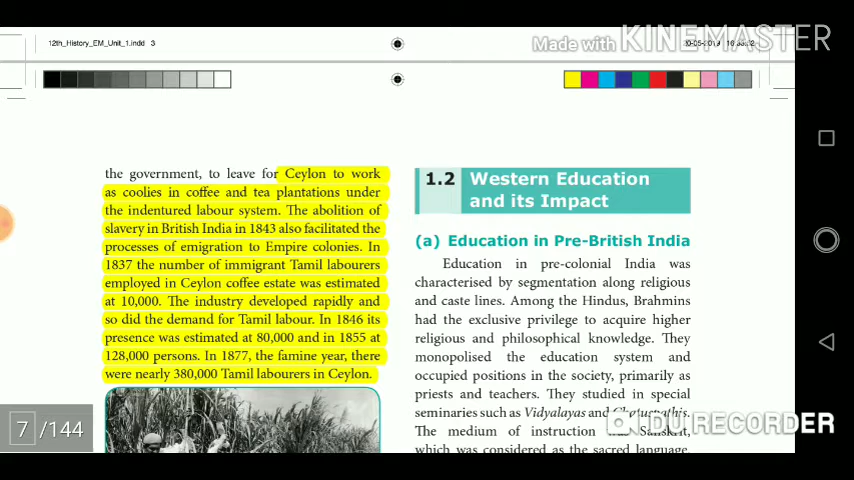 12th_History_EM_Unit_1.indd 3
Made with KINEMASTER
the government, to leave for Ceylon to work
as coolies in coffee and tea plantations under
the indentured labour system. The abolition of
slavery in British India in 1843 also facilitated the
processes of emigration to Empire colonies. In
1837 the number of immigrant Tamil labourers
employed in Ceylon coffee estate was estimated
at 10,000. The industry developed rapidly and
so did the demand for Tamil labour. In 1846 its
presence was estimated at 80,000 and in 1855 at
128,000 persons. In 1877, the famine year, there
were nearly 380,000 Tamil labourers in Ceylon.
7 /144
1.2 Western Education
and its Impact
(a) Education in Pre-British India
Education in pre-colonial India was
characterised by segmentation along religious
and caste lines. Among the Hindus, Brahmins
had the exclusive privilege to acquire higher
religious and philosophical knowledge. They
monopolised the education system and
occupied positions in the society, primarily as
priests and teachers. They studied in special
seminaries such as Vidyalayas and Chatuspathis.
The medium of instruction was Sanskrit,
which was considered as the sacred language.
DU RECORDER